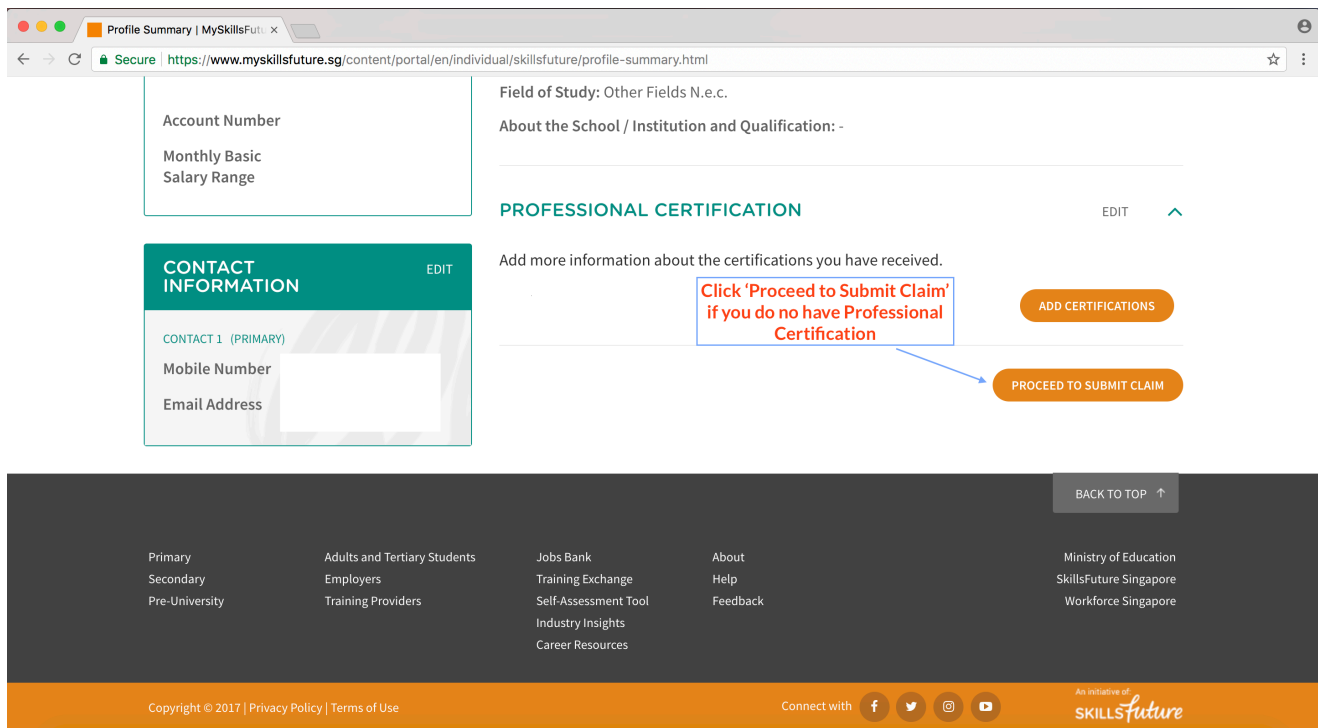 Profile Summary | MySkillsFutu
Secure | https://www.myskillsfuture.sg/content/portal/en/individual/skillsfuture/profile-summary.html
Account Number
Monthly Basic
Salary Range
CONTACT
INFORMATION
EDIT
CONTACT 1 (PRIMARY)
Mobile Number
Email Address
Field of Study: Other Fields N.e.c.
About the School / Institution and Qualification: -
PROFESSIONAL CERTIFICATION
EDIT
Add more information about the certifications you have received.
Click ‘Proceed to Submit Claim’
if you do no have Professional
Certification
ADD CERTIFICATIONS
PROCEED TO SUBMIT CLAIM
BACK TO TOP ↑
Primary
Secondary
Pre-University
Adults and Tertiary Students
Employers
Training Providers
Jobs Bank
Training Exchange
Self-Assessment Tool
Industry Insights
Career Resources
About
Help
Feedback
Ministry of Education
SkillsFuture Singapore
Workforce Singapore
Copyright © 2017 | Privacy Policy | Terms of Use
Connect with
An initiative of:
SKILLSfuture